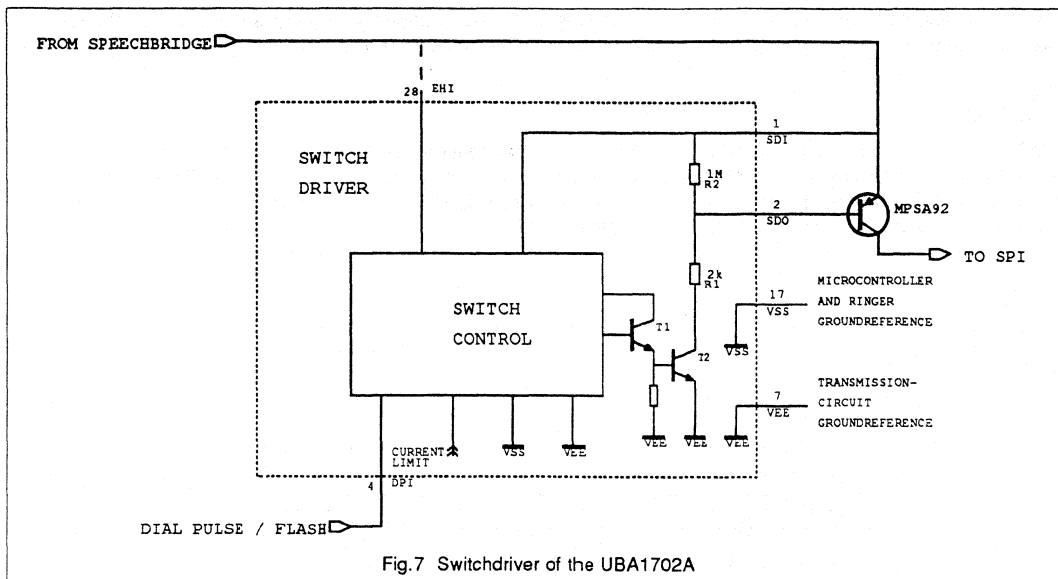 FROM SPEECHBRIDGE
28 EHI
1
SDI
SWITCH
DRIVER
1M
R2
2
SDO
MPSA92
TO SPI
2k
R1
SWITCH
CONTROL
T1
T2
17
VSS
VSS
MICROCONTROLLER
AND RINGER
GROUNDREFERENCE
7
VEE
VEE
TRANSMISSION-
CIRCUIT
GROUNDREFERENCE
CURRENT
LIMIT
VSS
VEE
VEE
VEE
4
DPI
DIAL PULSE / FLASH
Fig.7 Switchdriver of the UBA1702A